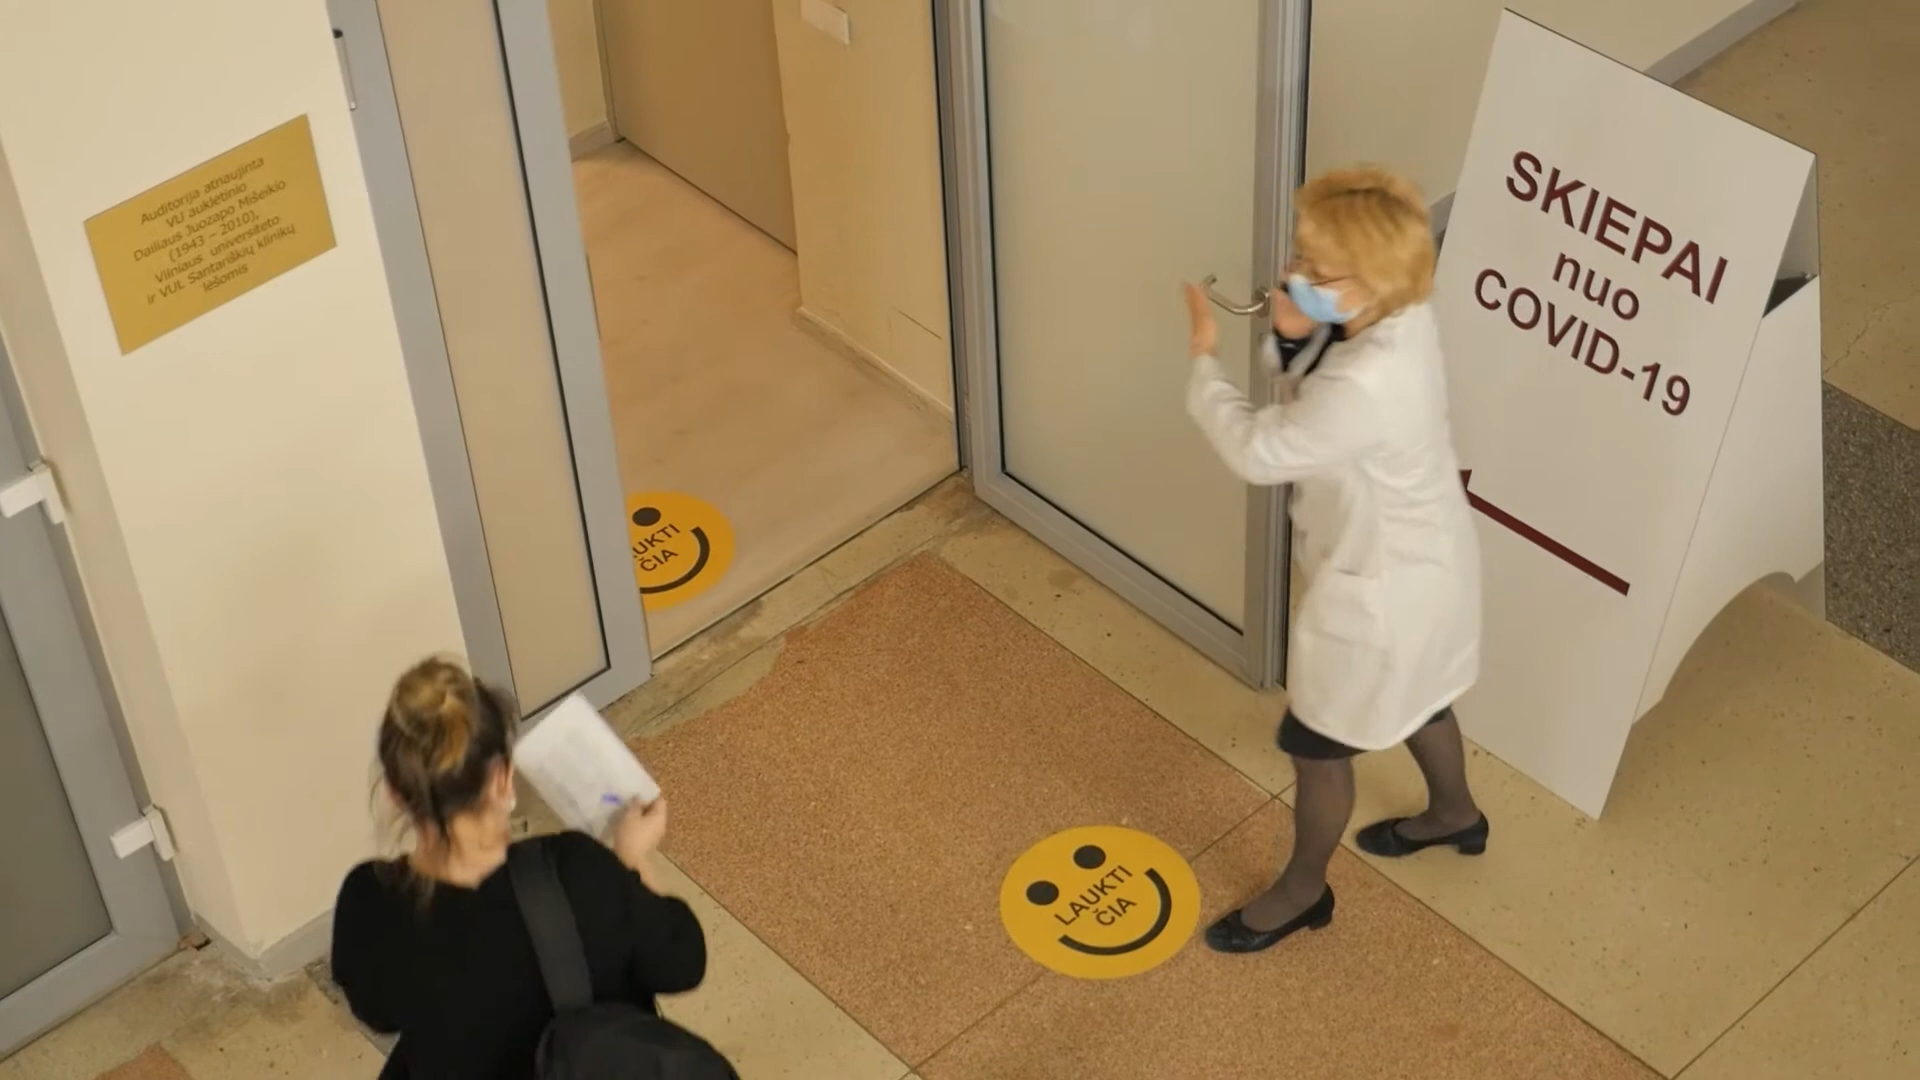 Auditorija atnaujinta
VU auklėtinio
Dailiaus Juozapo Mišeikio
(1943 – 2010),
Vilniaus universiteto
ir VUL Santariškių klinikų
lėšomis
SKIEPAI
nuo
COVID-19
UKTI
ČIA
LAUKTI
ČIA